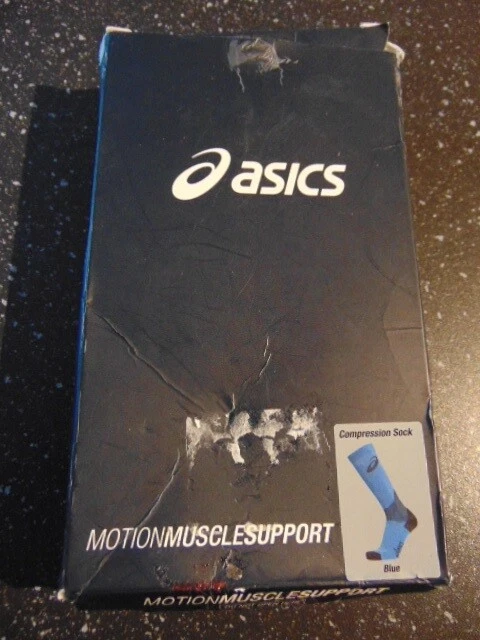 asics
Compression Sock
Blue
MOTIONMUSCLESUPPORT
MOTIONMUSCLESUPPORT